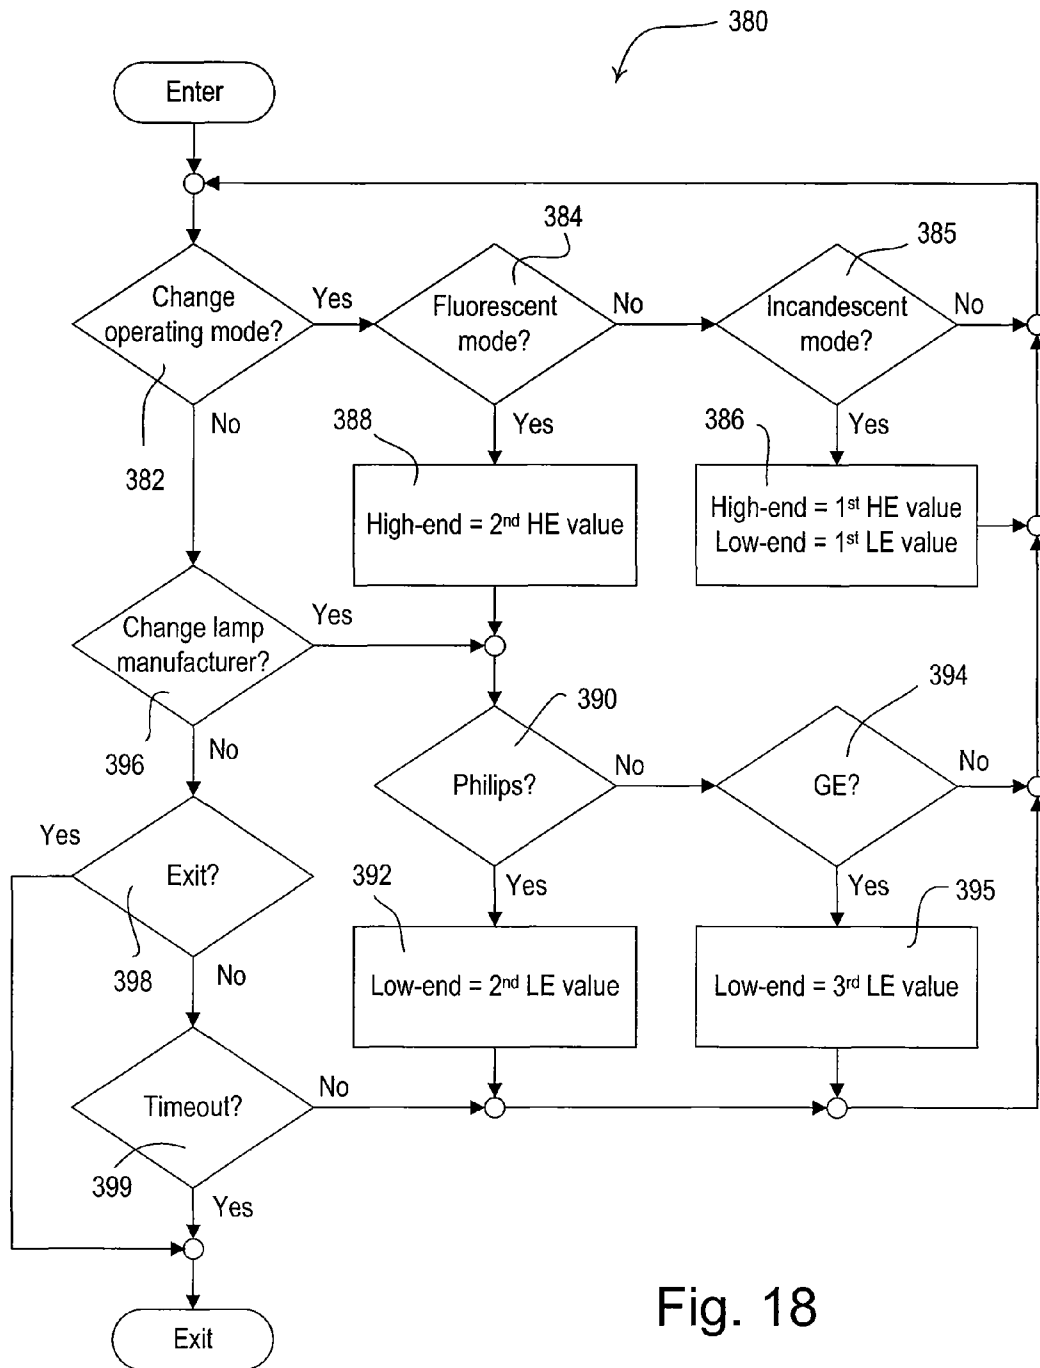 380
Enter
384
385
Change
operating mode?
Yes
Fluorescent
mode?
No
Incandescent
mode?
No
No
382
388
Yes
386
Yes
High-end = 2nd HE value
High-end = 1st HE value
Low-end = 1st LE value
Change lamp
manufacturer?
Yes
396
No
390
394
Philips?
No
GE?
No
Yes
Exit?
398
No
392
Yes
Yes
395
Low-end = 2nd LE value
Low-end = 3rd LE value
Timeout?
No
399
Yes
Exit
Fig. 18